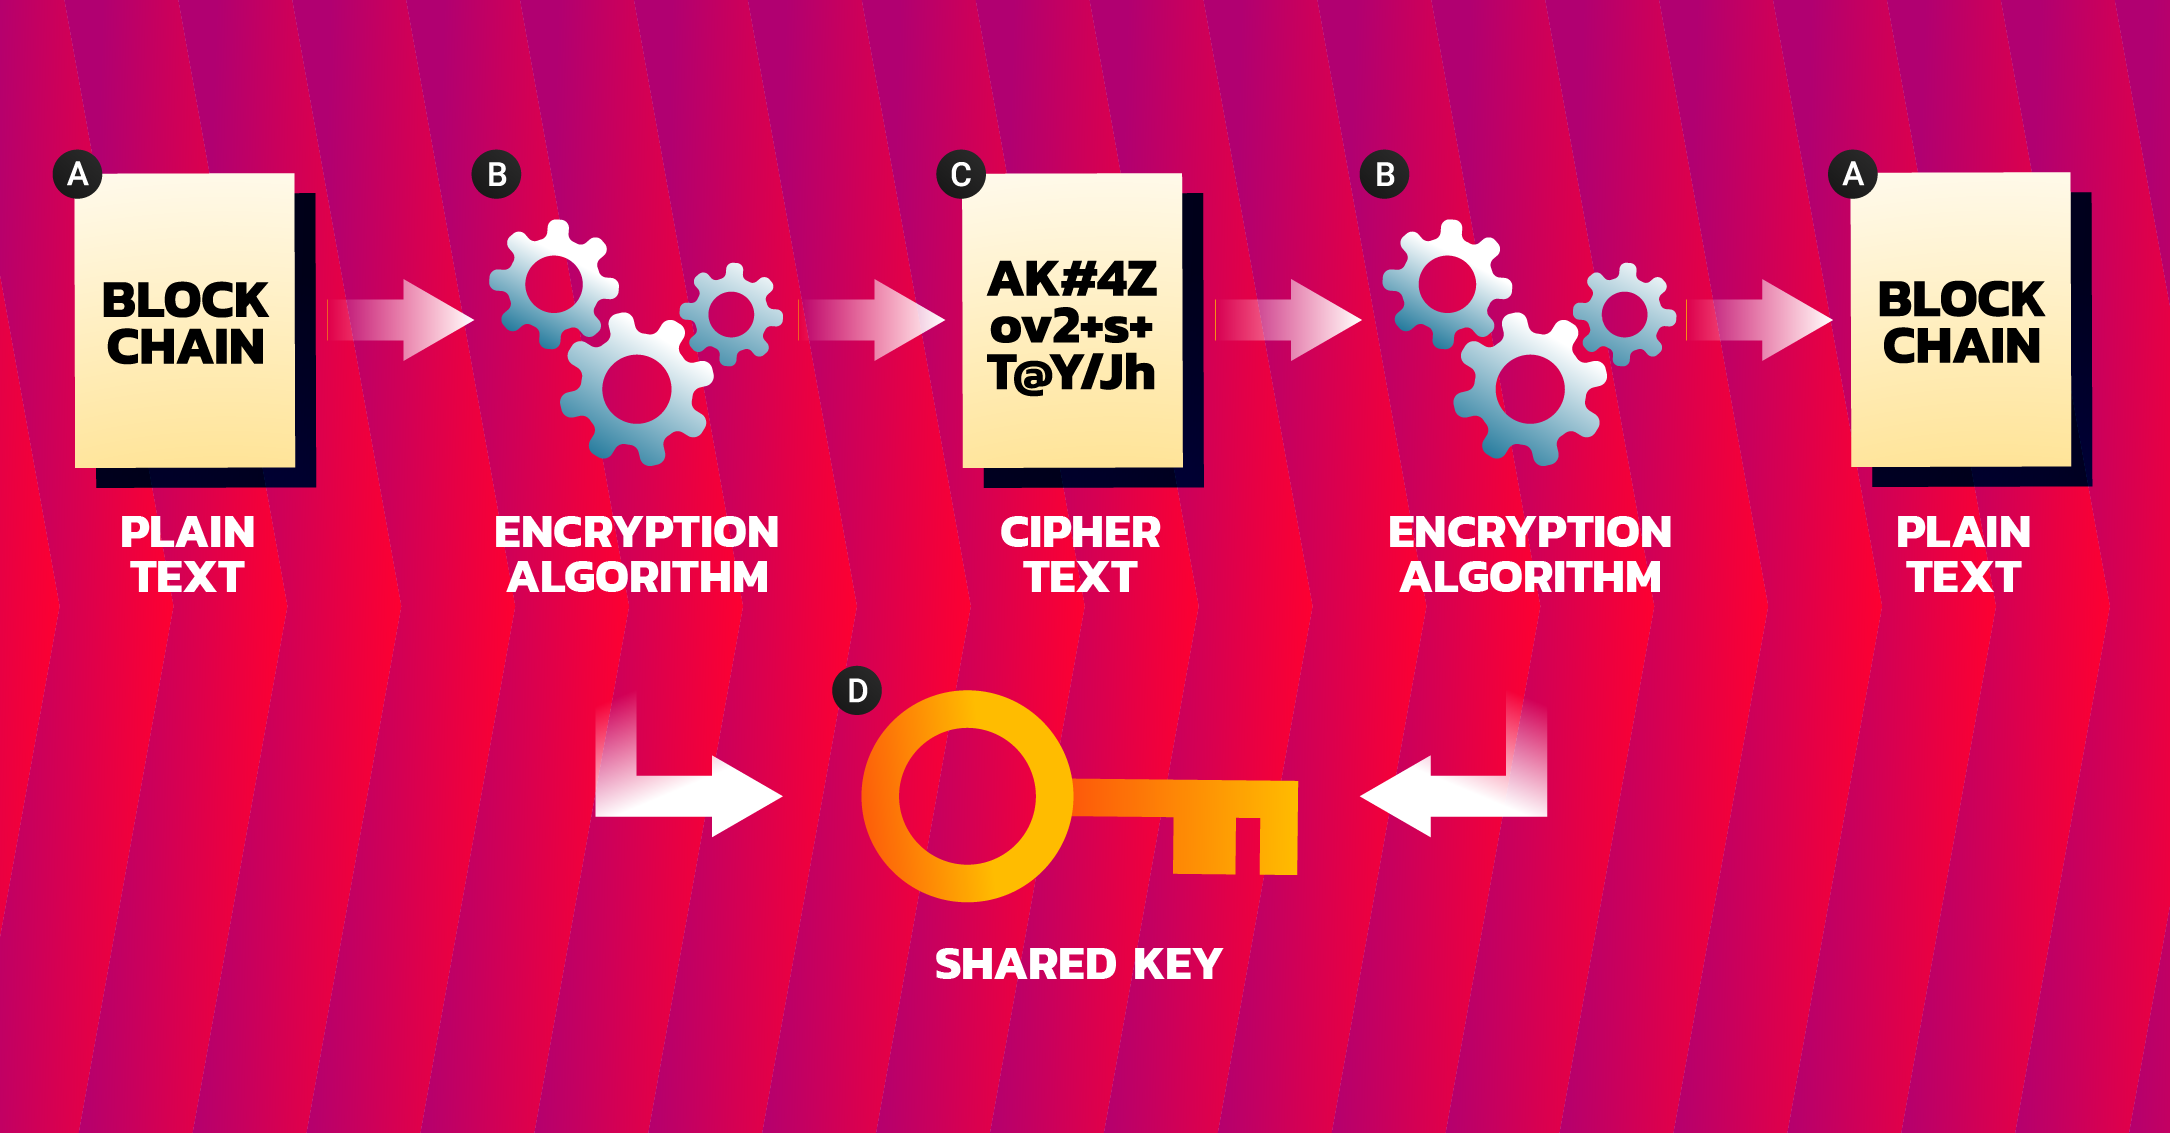 A
BLOCK
CHAIN
PLAIN
TEXT
B
ENCRYPTION
ALGORITHM
C
AK#4Z
ov2+s+
T@Y/Jh
CIPHER
TEXT
B
ENCRYPTION
ALGORITHM
A
BLOCK
CHAIN
PLAIN
TEXT
D
SHARED KEY